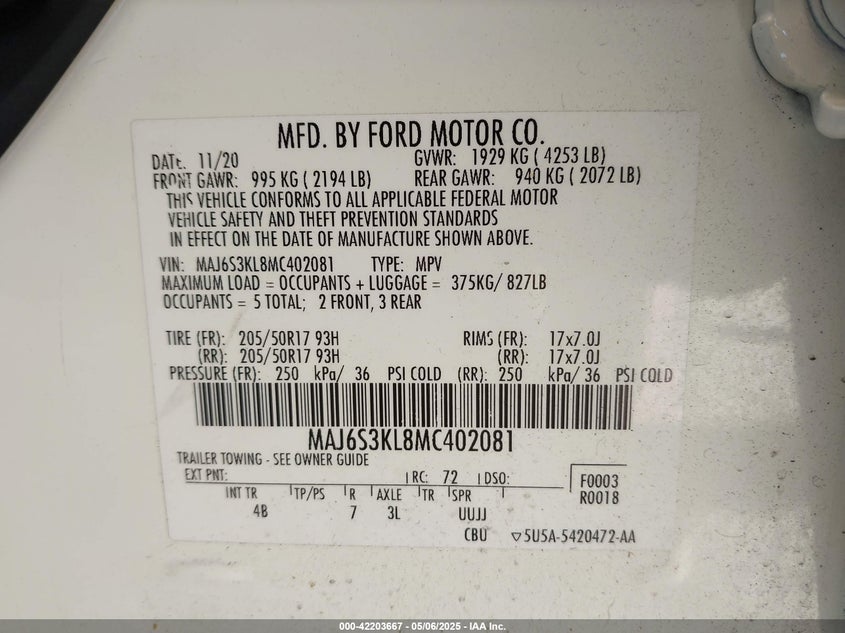 MFD. BY FORD MOTOR CO.
DATE. 11/20 GVWR: 1929 KG ( 4253 LB)
FRONT GAWR: 995 KG ( 2194 LB) REAR GAWR: 940 KG ( 2072 LB)
THIS VEHICLE CONFORMS TO ALL APPLICABLE FEDERAL MOTOR
VEHICLE SAFETY AND THEFT PREVENTION STANDARDS
IN EFFECT ON THE DATE OF MANUFACTURE SHOWN ABOVE.
VIN: MAJ6S3KL8MC402081 TYPE: MPV
MAXIMUM LOAD = OCCUPANTS + LUGGAGE = 375KG/ 827LB
OCCUPANTS = 5 TOTAL; 2 FRONT, 3 REAR
TIRE (FR): 205/50R17 93H RIMS (FR): 17x7.0J
(RR): 205/50R17 93H (RR): 17x7.0J
PRESSURE (FR): 250 kPa/ 36 PSI COLD (RR): 250 kPa/ 36 PSI COLD
MAJ6S3KL8MC402081
TRAILER TOWING - SEE OWNER GUIDE
EXT PNT: RC: 72 DSO: F0003
INT TR TP/PS R AXLE TR SPR R0018
4B 7 3L UUJJ
CBU ▽5U5A-5420472-AA
000-42203667 - 05/06/2025 - IAA Inc.